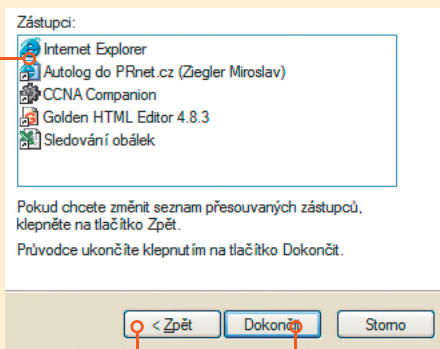 Zástupci:
Internet Explorer
Autolog do PRnet.cz (Ziegler Miroslav)
CCNA Companion
Golden HTML Editor 4.8.3
Sledování obálek
Pokud chcete změnit seznam přesouvaných zástupců,
klepněte na tlačítko Zpět.
Průvodce ukončíte klepnutím na tlačítko Dokončit.
< Zpět Dokončit Storno